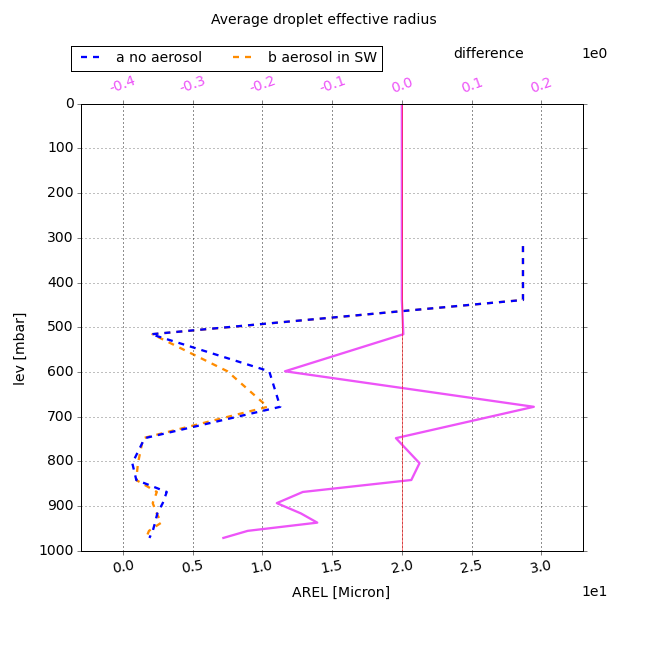 Average droplet effective radius
a no aerosol b aerosol in SW difference 1e0
-0.4 -0.3 -0.2 -0.1 0.0 0.1 0.2
0
100
200
300
400
500
600
700
800
900
1000
lev [mbar]
0.0 0.5 1.0 1.5 2.0 2.5 3.0
AREL [Micron] 1e1